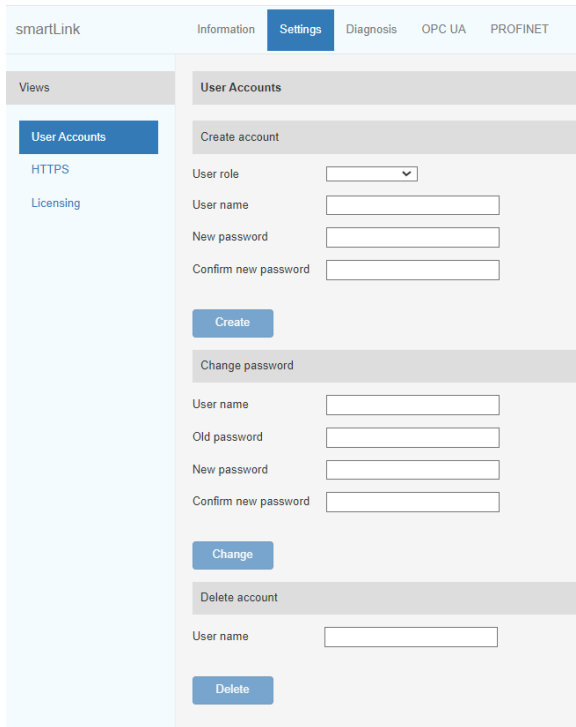 smartLink
Information Settings Diagnosis OPC UA PROFINET
Views
User Accounts
HTTPS
Licensing
User Accounts
Create account
User role
User name
New password
Confirm new password
Create
Change password
User name
Old password
New password
Confirm new password
Change
Delete account
User name
Delete